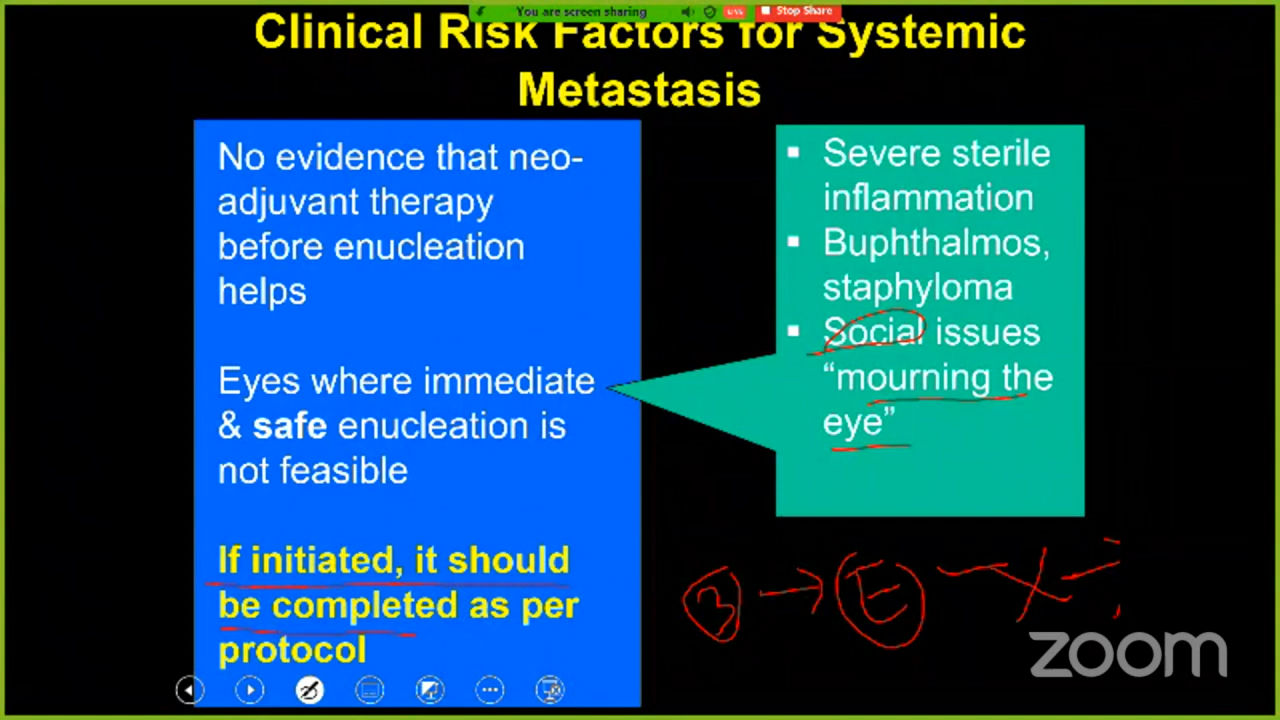 You are screen sharing
LIVE
Stop Share
Clinical Risk Factors for Systemic
Metastasis
No evidence that neo-
adjuvant therapy
before enucleation
helps
Eyes where immediate
& safe enucleation is
not feasible
If initiated, it should
be completed as per
protocol
▪ Severe sterile
inflammation
▪ Buphthalmos,
staphyloma
▪ Social issues
“mourning the
eye”
3 → E
zoom